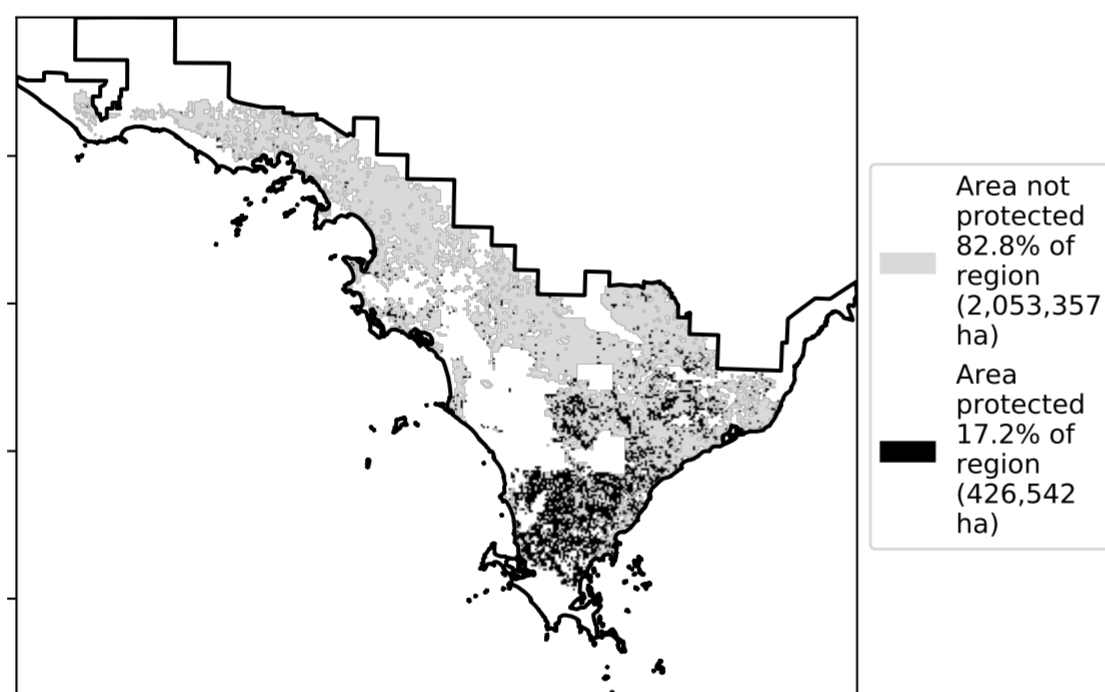 Area not
protected
82.8% of
region
(2,053,357
ha)
Area
protected
17.2% of
region
(426,542
ha)